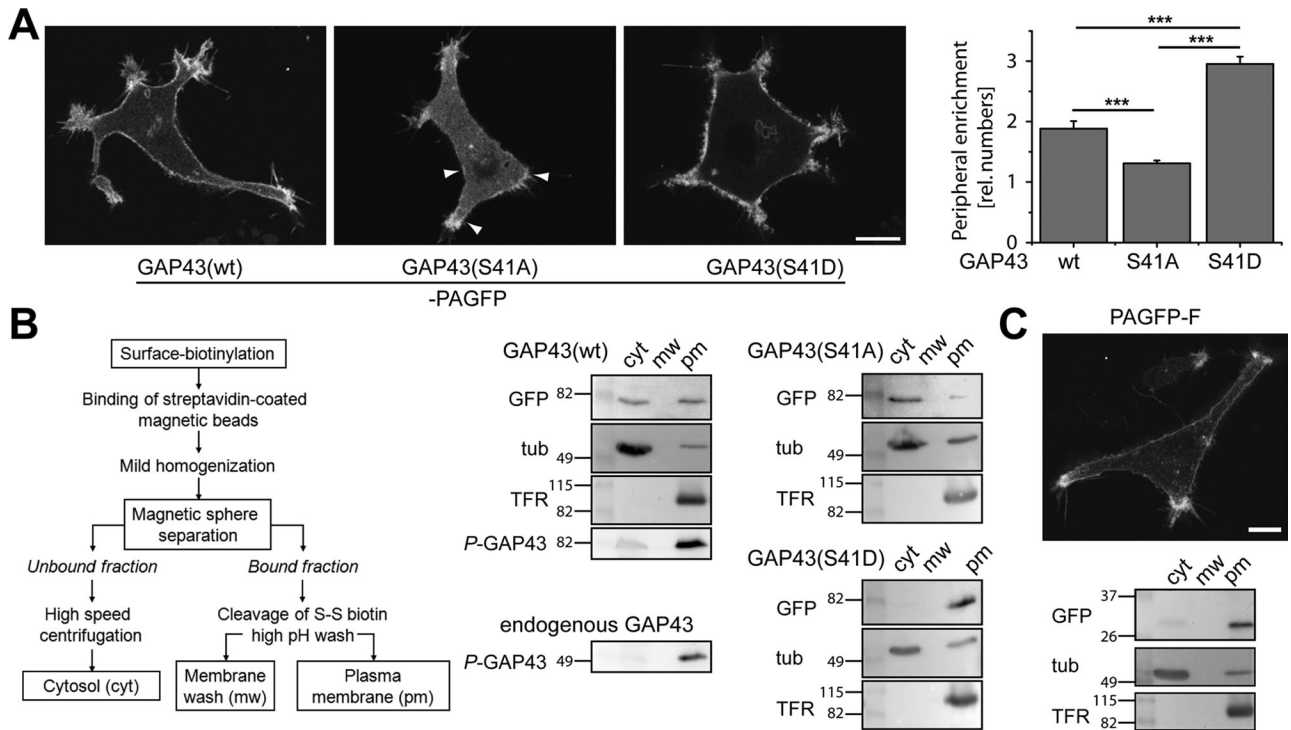 A
GAP43(wt)
GAP43(S41A)
GAP43(S41D)
-PAGFP
***
***
***
Peripheral enrichment
[rel. numbers]
3
2
1
0
GAP43
wt
S41A
S41D
B
Surface-biotinylation
Binding of streptavidin-coated
magnetic beads
Mild homogenization
Magnetic sphere
separation
Unbound fraction
Bound fraction
High speed
centrifugation
Cleavage of S-S biotin
high pH wash
Cytosol (cyt)
Membrane
wash (mw)
Plasma
membrane (pm)
GAP43(wt)
cyt
mw
pm
GFP
82
tub
49
TFR
115
82
P-GAP43
82
endogenous GAP43
P-GAP43
49
GAP43(S41A)
cyt
mw
pm
GFP
82
tub
49
TFR
115
82
GAP43(S41D)
cyt
mw
pm
GFP
82
tub
49
TFR
115
82
C
PAGFP-F
cyt
mw
pm
GFP
37
26
tub
49
TFR
115
82